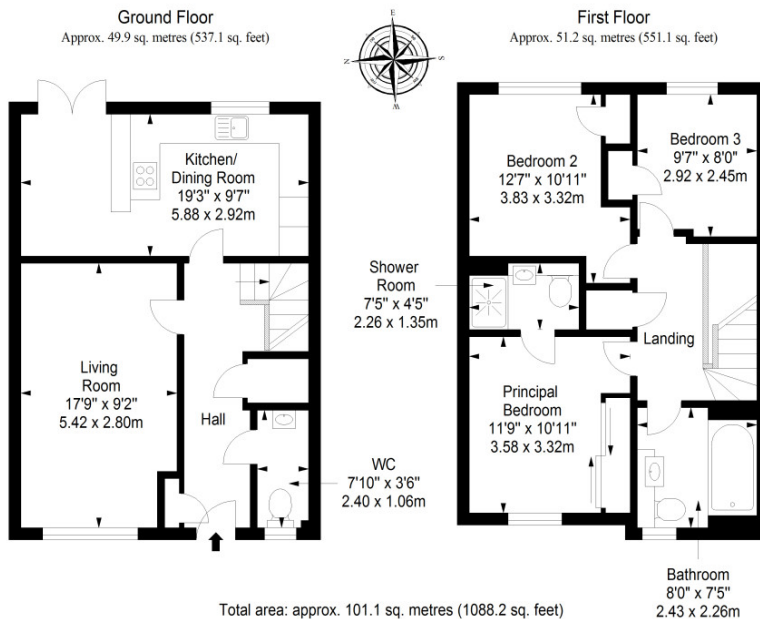 Ground Floor
Approx. 49.9 sq. metres (537.1 sq. feet)
Kitchen/
Dining Room
19'3" x 9'7"
5.88 x 2.92m
Living
Room
17'9" x 9'2"
5.42 x 2.80m
Hall
WC
7'10" x 3'6"
2.40 x 1.06m
E
N
S
W
First Floor
Approx. 51.2 sq. metres (551.1 sq. feet)
Bedroom 2
12'7" x 10'11"
3.83 x 3.32m
Bedroom 3
9'7" x 8'0"
2.92 x 2.45m
Shower
Room
7'5" x 4'5"
2.26 x 1.35m
Landing
Principal
Bedroom
11'9" x 10'11"
3.58 x 3.32m
Bathroom
8'0" x 7'5"
2.43 x 2.26m
Total area: approx. 101.1 sq. metres (1088.2 sq. feet)